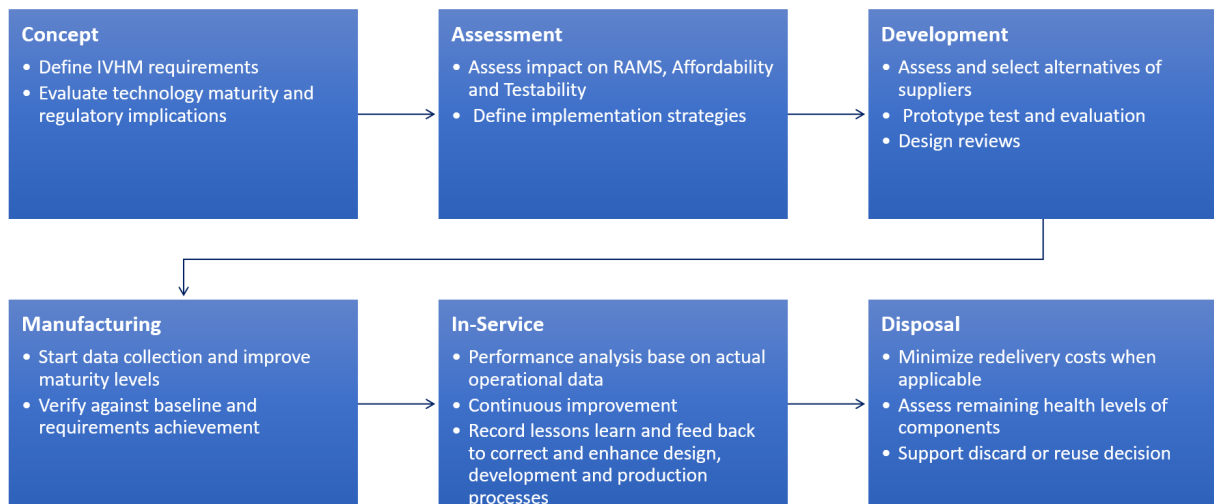 Concept
• Define IVHM requirements
• Evaluate technology maturity and
regulatory implications
Assessment
• Assess impact on RAMS, Affordability
and Testability
• Define implementation strategies
Development
• Assess and select alternatives of
suppliers
• Prototype test and evaluation
• Design reviews
Manufacturing
• Start data collection and improve
maturity levels
• Verify against baseline and
requirements achievement
In-Service
• Performance analysis base on actual
operational data
• Continuous improvement
• Record lessons learn and feed back
to correct and enhance design,
development and production
processes
Disposal
• Minimize redelivery costs when
applicable
• Assess remaining health levels of
components
• Support discard or reuse decision